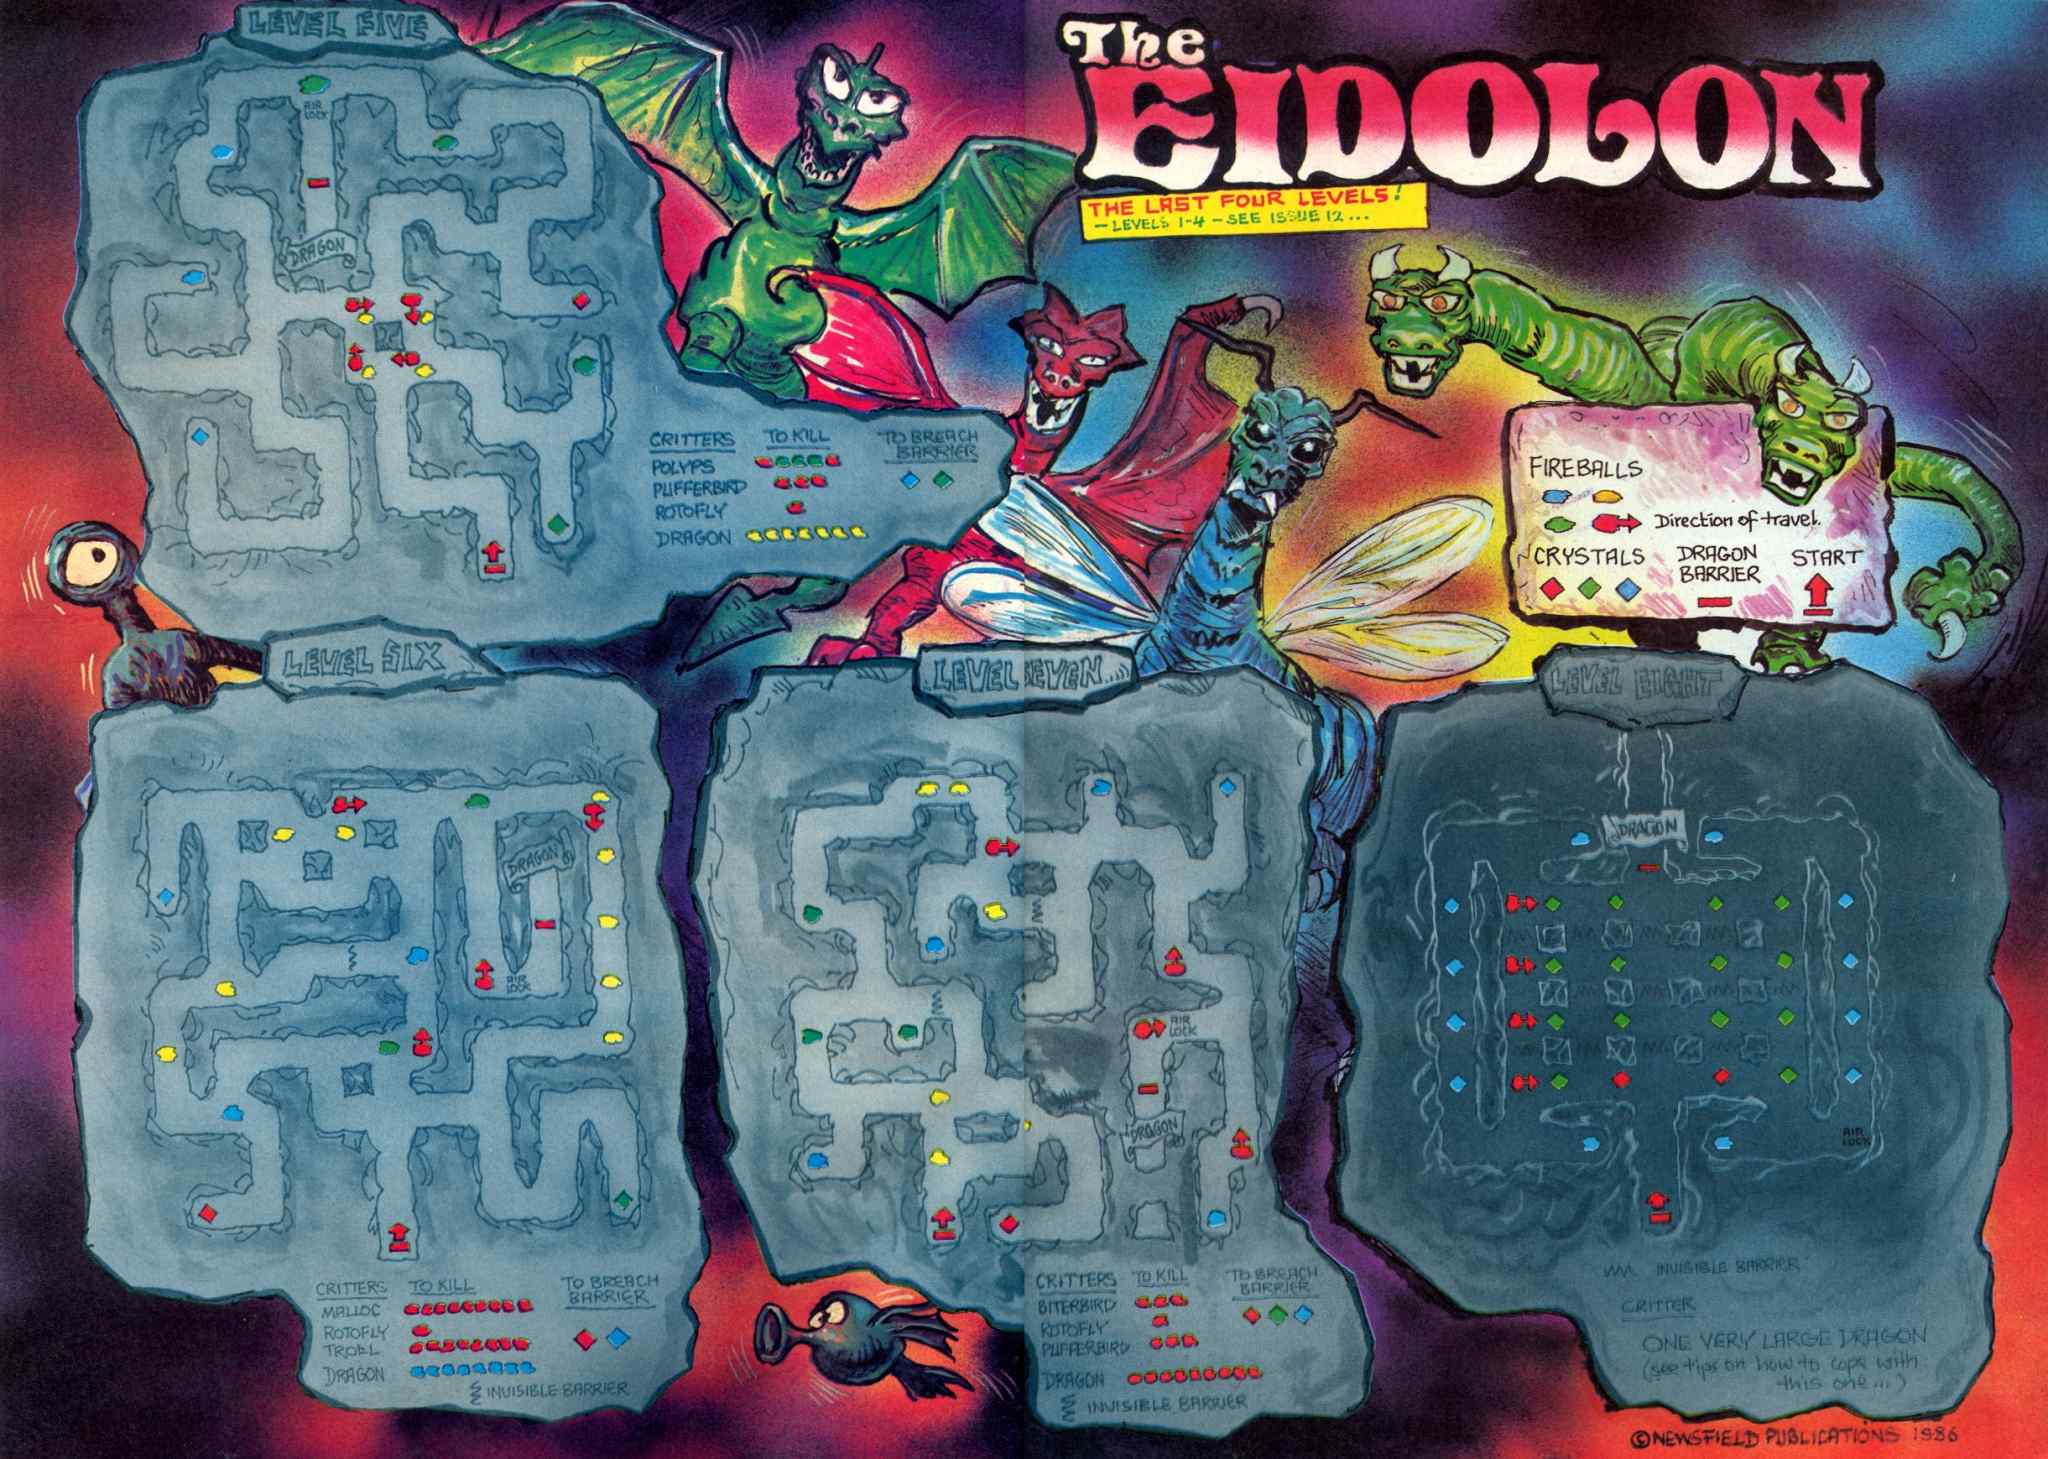 LEVEL FIVE
The
EIDOLON
THE LAST FOUR LEVELS!
- LEVELS 1-4 - SEE ISSUE 12...
AIR
LOCK
DRAGON
CRITTERS TO KILL TO BREACH
BARRIER
POLYPS
PUFFERBIRD
ROTOFLY
DRAGON
FIREBALLS
Direction of travel.
CRYSTALS DRAGON
BARRIER START
LEVEL SIX
DRAGON
AIR
LOCK
CRITTERS TO KILL TO BREACH
BARRIER
MALLOC
ROTOFLY
TROLL
DRAGON
INVISIBLE BARRIER
LEVEL SEVEN
AIR
LOCK
DRAGON
CRITTERS TO KILL TO BREACH
BARRIER
BITERBIRD
ROTOFLY
PUFFERBIRD
DRAGON
INVISIBLE BARRIER
LEVEL EIGHT
DRAGON
AIR
LOCK
INVISIBLE BARRIER
CRITTER
ONE VERY LARGE DRAGON
(see tips on how to cope with
this one...)
©NEWSFIELD PUBLICATIONS 1986